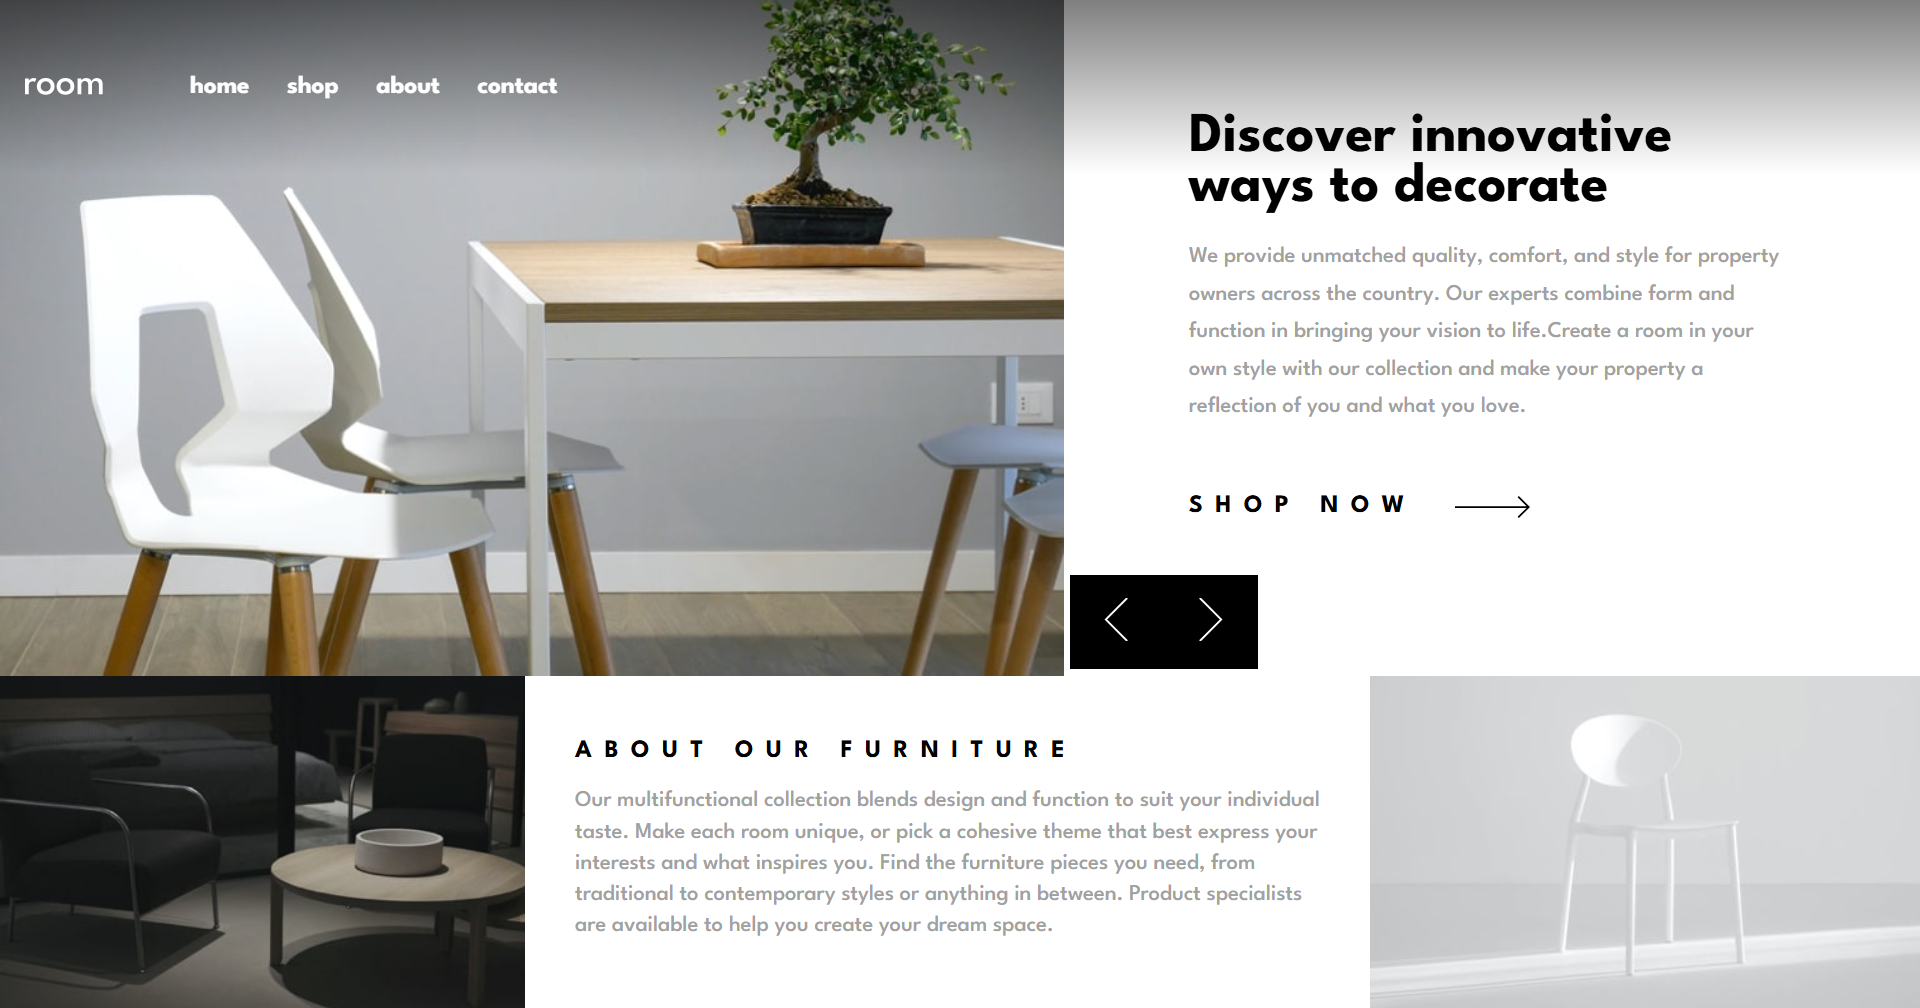 room
home shop about contact
Discover innovative
ways to decorate
We provide unmatched quality, comfort, and style for property
owners across the country. Our experts combine form and
function in bringing your vision to life.Create a room in your
own style with our collection and make your property a
reflection of you and what you love.
SHOP NOW
ABOUT OUR FURNITURE
Our multifunctional collection blends design and function to suit your individual
taste. Make each room unique, or pick a cohesive theme that best express your
interests and what inspires you. Find the furniture pieces you need, from
traditional to contemporary styles or anything in between. Product specialists
are available to help you create your dream space.